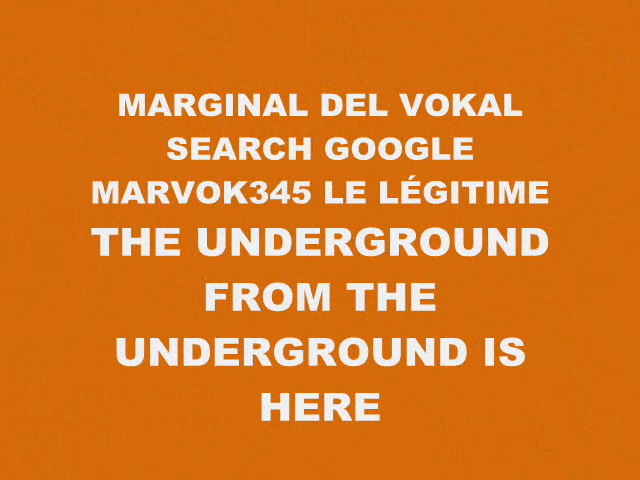 MARGINAL DEL VOKAL
SEARCH GOOGLE
MARVOK345 LE LÉGITIME
THE UNDERGROUND
FROM THE
UNDERGROUND IS
HERE